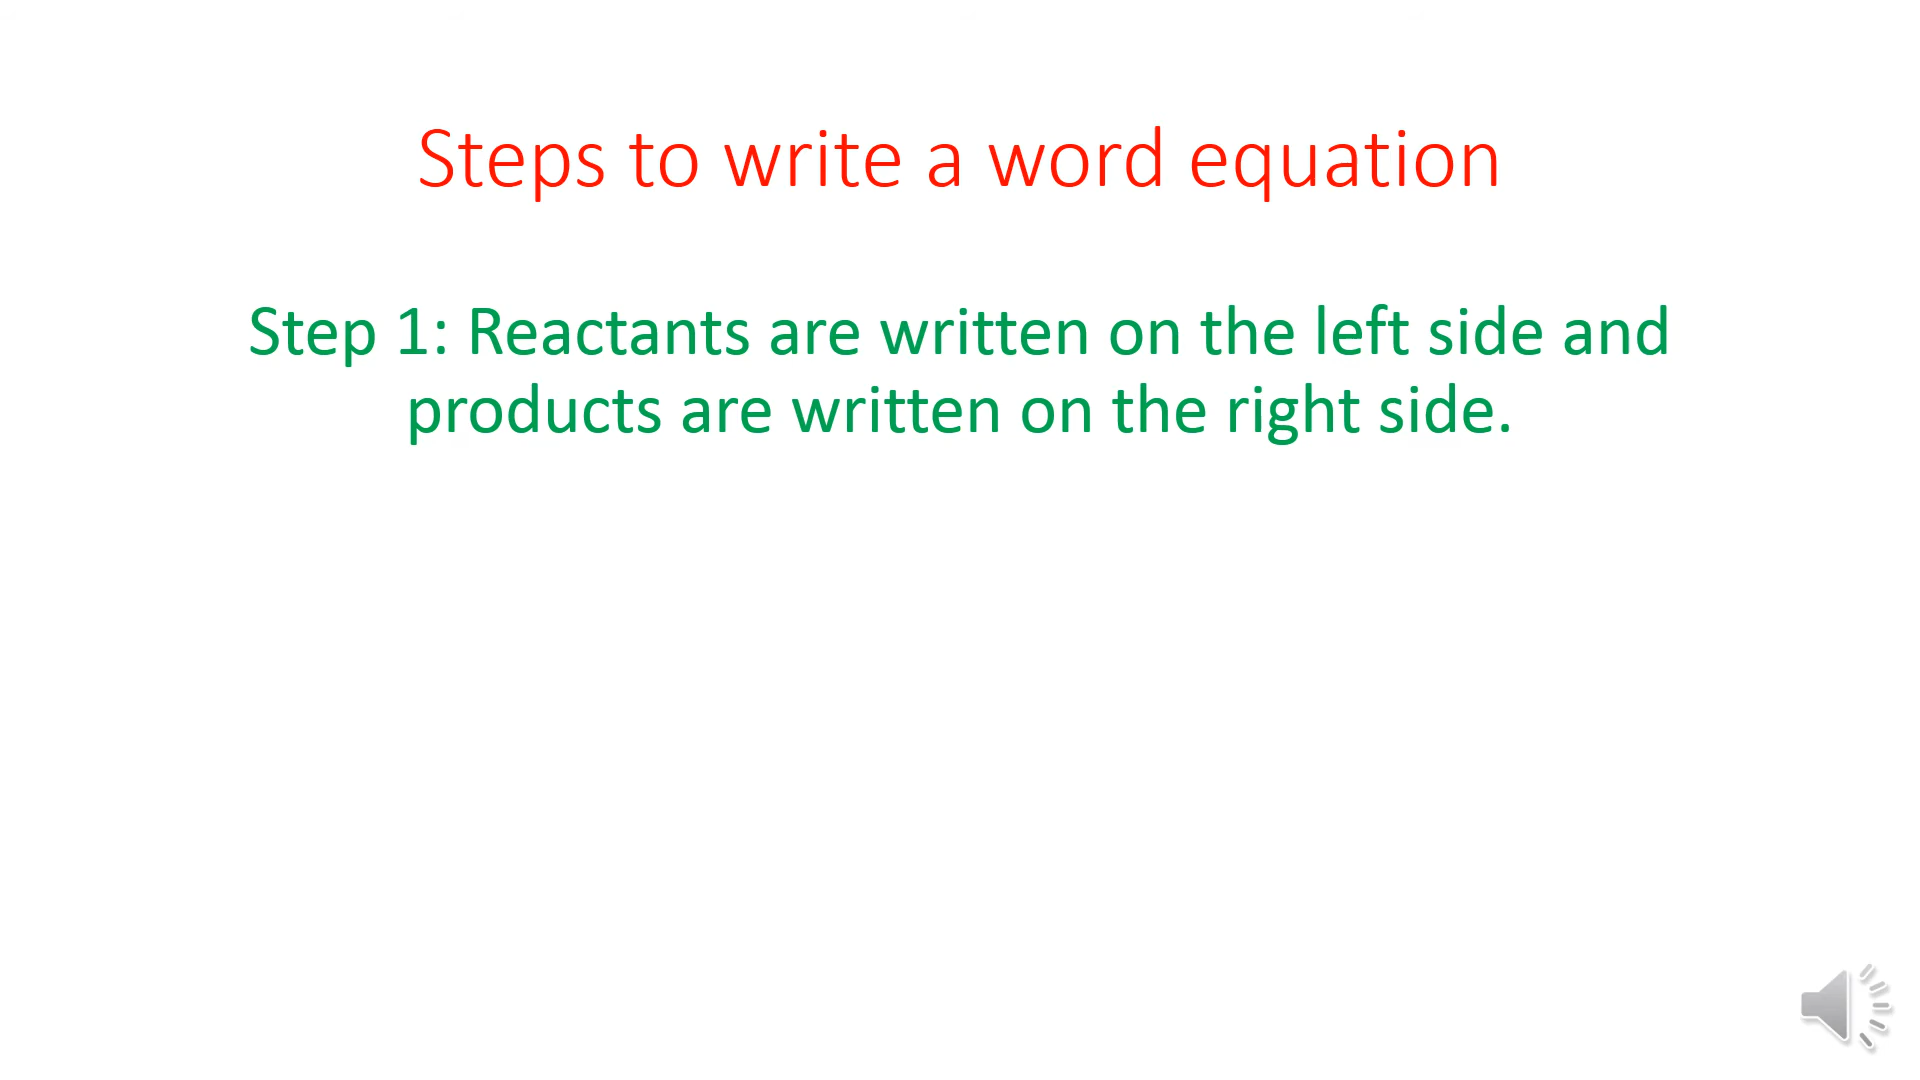 Steps to write a word equation
Step 1: Reactants are written on the left side and
products are written on the right side.